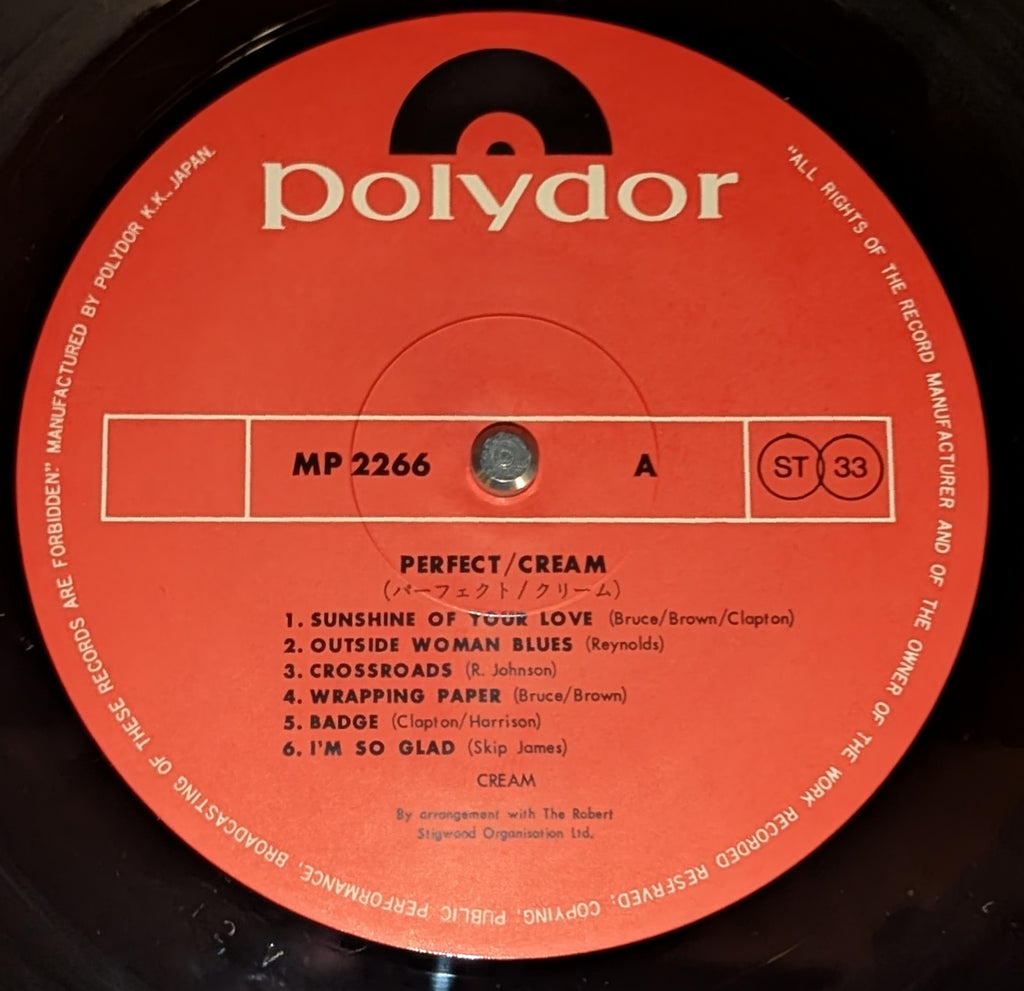 polydor
"ALL RIGHTS OF THE RECORD MANUFACTURER AND OF THE OWNER OF THE WORK RECORDED RESERVED; COPYING, PUBLIC PERFORMANCE, BROADCASTING OF THESE RECORDS ARE FORBIDDEN." MANUFACTURED BY POLYDOR K.K., JAPAN.
MP 2266 A ST 33
PERFECT/CREAM
(パーフェクト/クリーム)
1. SUNSHINE OF YOUR LOVE (Bruce/Brown/Clapton)
2. OUTSIDE WOMAN BLUES (Reynolds)
3. CROSSROADS (R. Johnson)
4. WRAPPING PAPER (Bruce/Brown)
5. BADGE (Clapton/Harrison)
6. I'M SO GLAD (Skip James)
CREAM
By arrangement with The Robert
Stigwood Organisation Ltd.